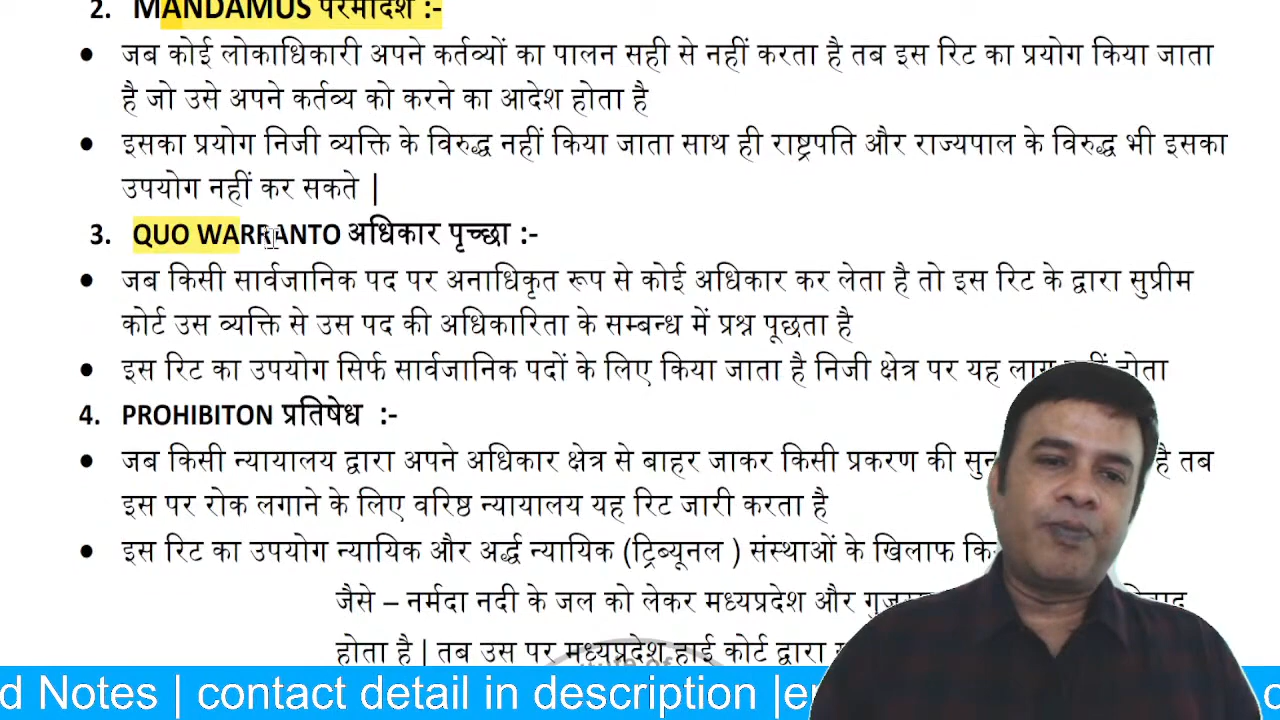 2. MANDAMUS परमादेश :-
• जब कोई लोकाधिकारी अपने कर्तव्यों का पालन सही से नहीं करता है तब इस रिट का प्रयोग किया जाता
है जो उसे अपने कर्तव्य को करने का आदेश होता है
• इसका प्रयोग निजी व्यक्ति के विरुद्ध नहीं किया जाता साथ ही राष्ट्रपति और राज्यपाल के विरुद्ध भी इसका
उपयोग नहीं कर सकते |
3. QUO WARRANTO अधिकार पृच्छा :-
• जब किसी सार्वजानिक पद पर अनाधिकृत रूप से कोई अधिकार कर लेता है तो इस रिट के द्वारा सुप्रीम
कोर्ट उस व्यक्ति से उस पद की अधिकारिता के सम्बन्ध में प्रश्न पूछता है
• इस रिट का उपयोग सिर्फ सार्वजानिक पदों के लिए किया जाता है निजी क्षेत्र पर यह लागू नहीं होता
4. PROHIBITON प्रतिषेध :-
• जब किसी न्यायालय द्वारा अपने अधिकार क्षेत्र से बाहर जाकर किसी प्रकरण की है तब
इस पर रोक लगाने के लिए वरिष्ठ न्यायालय यह रिट जारी करता है
• इस रिट का उपयोग न्यायिक और अर्द्ध न्यायिक (ट्रिब्यूनल ) संस्थाओं के खिलाफ
जैसे – नर्मदा नदी के जल को लेकर मध्यप्रदेश और
होता है | तब उस पर मध्यप्रदेश हाई कोर्ट द्वारा
d Notes | contact detail in description |